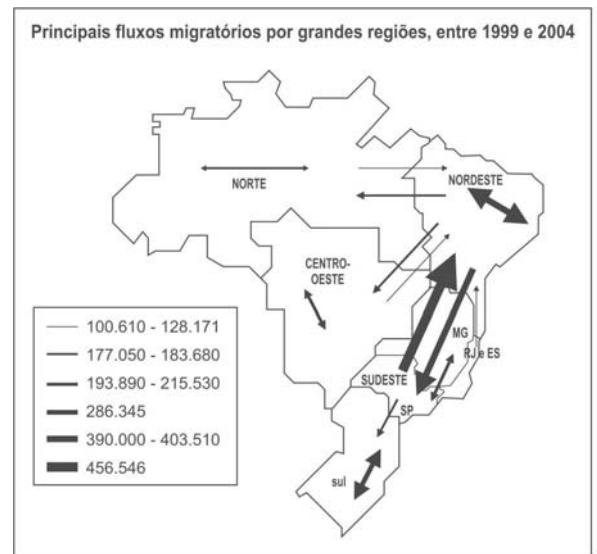 Principais fluxos migratórios por grandes regiões, entre 1999 e 2004
NORTE
NORDESTE
CENTRO-
OESTE
MG
RJ e ES
SUDESTE
SP
sul
100.610 - 128.171
177.050 - 183.680
193.890 - 215.530
286.345
390.000 - 403.510
456.546